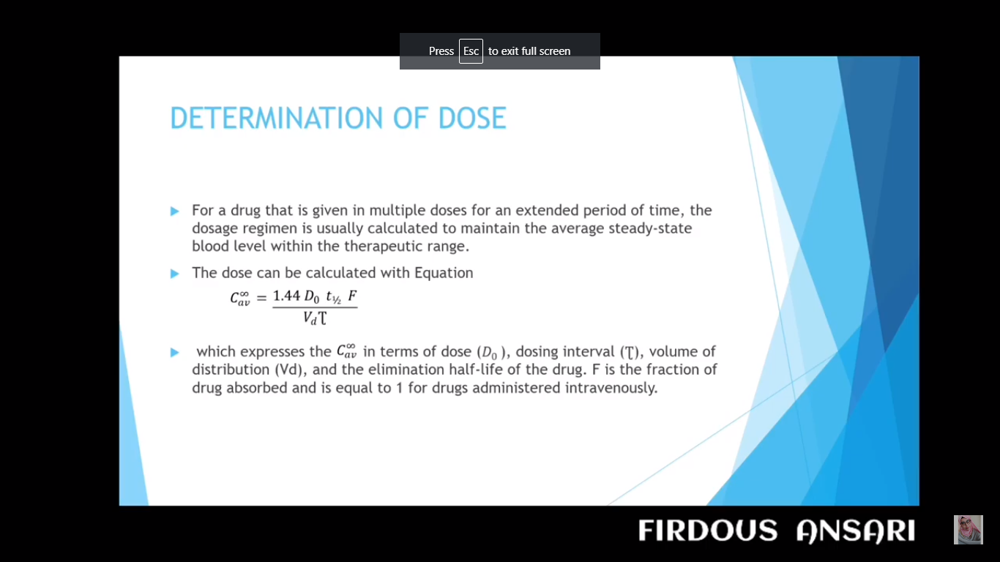 Press Esc to exit full screen
DETERMINATION OF DOSE
For a drug that is given in multiple doses for an extended period of time, the
dosage regimen is usually calculated to maintain the average steady-state
blood level within the therapeutic range.
The dose can be calculated with Equation
C∞av = 1.44 D₀ t½ F / VdƮ
which expresses the C∞av in terms of dose (D₀ ), dosing interval (Ʈ), volume of
distribution (Vd), and the elimination half-life of the drug. F is the fraction of
drug absorbed and is equal to 1 for drugs administered intravenously.
FIRDOUS ANSARI